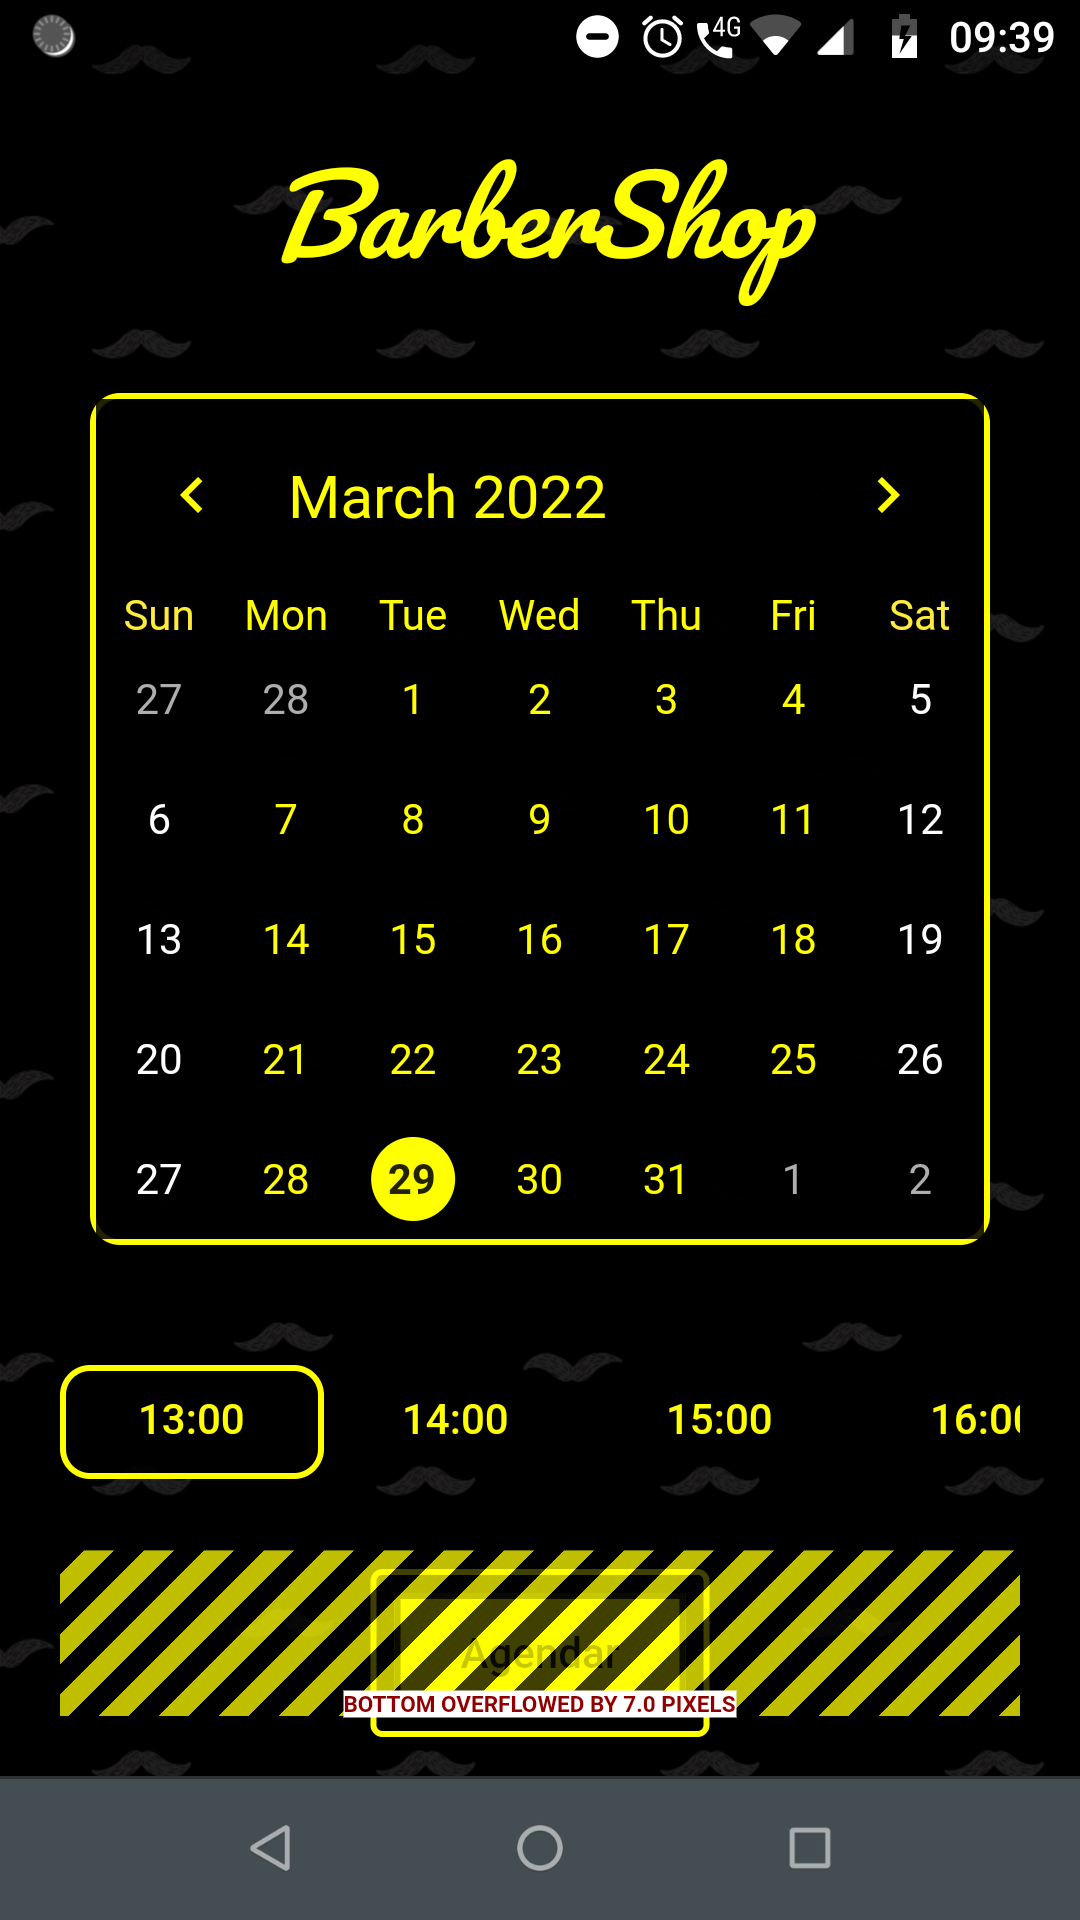 4G 09:39
BarberShop
March 2022
Sun Mon Tue Wed Thu Fri Sat
27 28 1 2 3 4 5
6 7 8 9 10 11 12
13 14 15 16 17 18 19
20 21 22 23 24 25 26
27 28 29 30 31 1 2
13:00 14:00 15:00 16:00
Agendar
BOTTOM OVERFLOWED BY 7.0 PIXELS